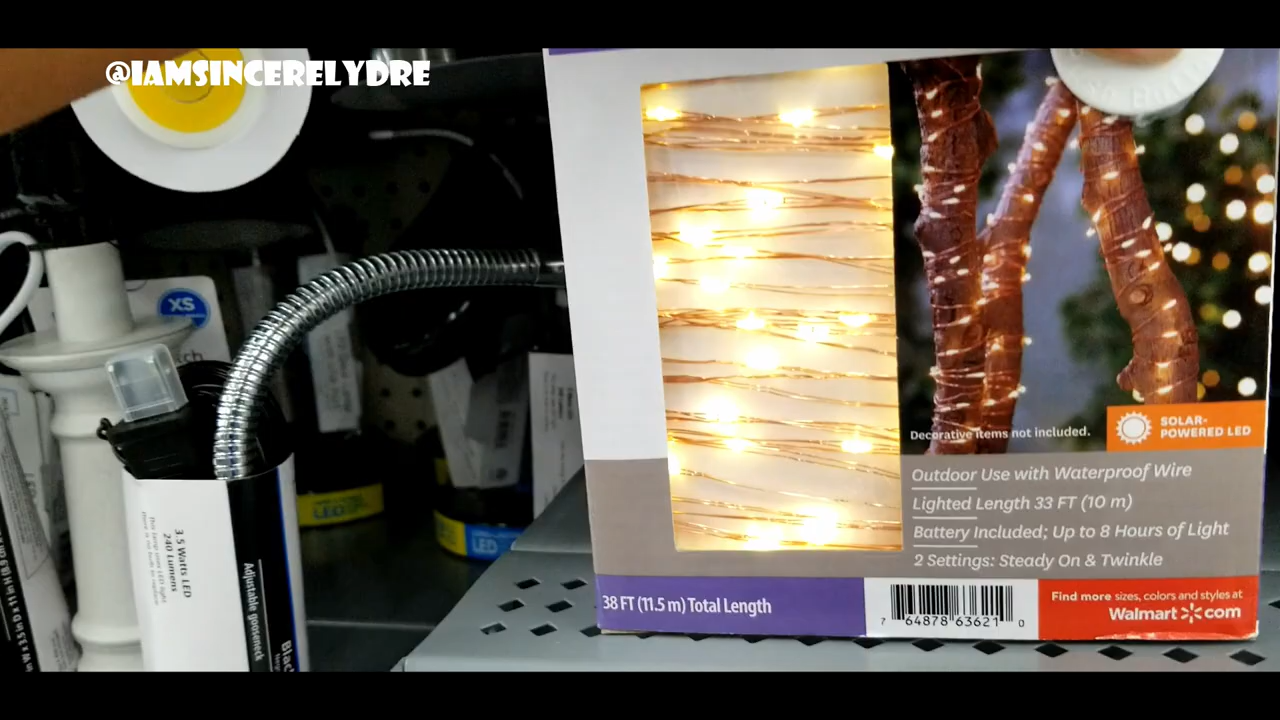 @IAMSINCERELYDRE
XS
3.5 Watts LED
240 Lumens
Adjustable gooseneck
LED
LED
Decorative items not included.
SOLAR-
POWERED LED
Outdoor Use with Waterproof Wire
Lighted Length 33 FT (10 m)
Battery Included; Up to 8 Hours of Light
2 Settings: Steady On & Twinkle
38 FT (11.5 m) Total Length
7 64878 63621 0
Find more sizes, colors and styles at
Walmart.com